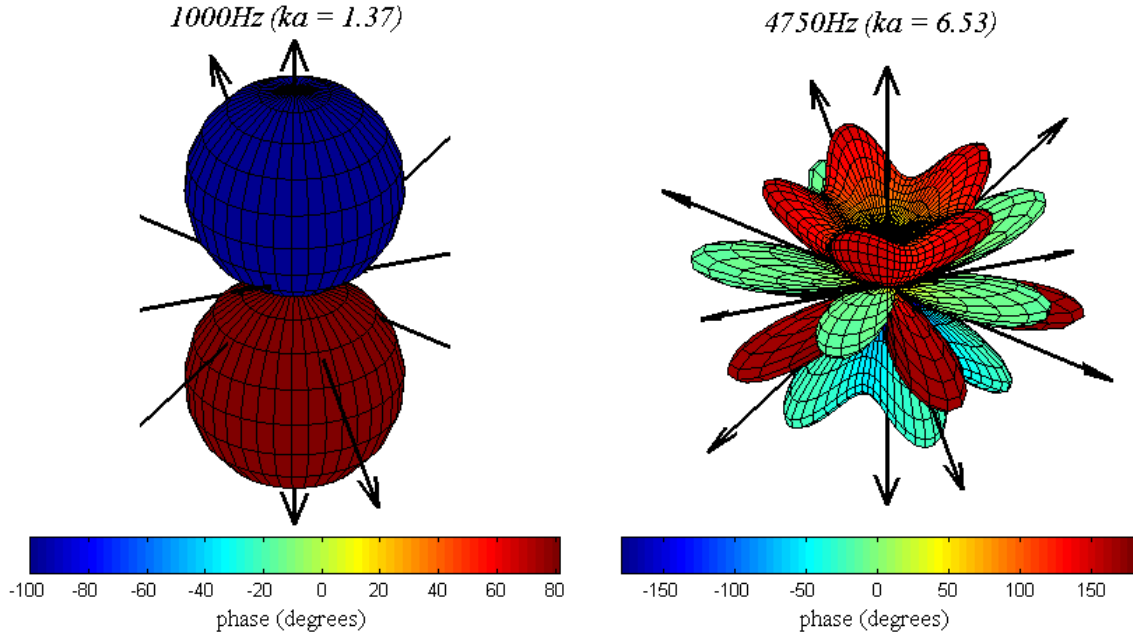 1000Hz (ka = 1.37)
4750Hz (ka = 6.53)
-100 -80 -60 -40 -20 0 20 40 60 80
phase (degrees)
-150 -100 -50 0 50 100 150
phase (degrees)